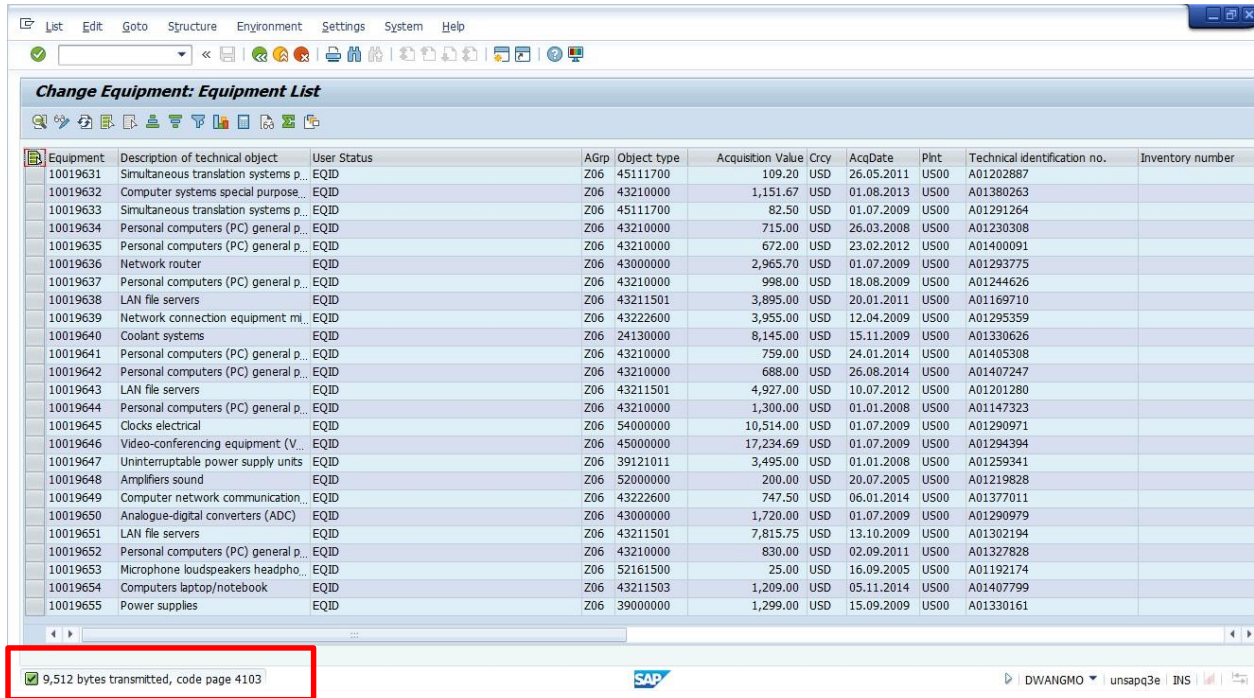 List Edit Goto Structure Environment Settings System Help
Change Equipment: Equipment List
Equipment Description of technical object User Status AGrp Object type Acquisition Value Crcy AcqDate Plnt Technical identification no. Inventory number
10019631 Simultaneous translation systems p... EQID Z06 45111700 109.20 USD 26.05.2011 US00 A01202887
10019632 Computer systems special purpose... EQID Z06 43210000 1,151.67 USD 01.08.2013 US00 A01380263
10019633 Simultaneous translation systems p... EQID Z06 45111700 82.50 USD 01.07.2009 US00 A01291264
10019634 Personal computers (PC) general p... EQID Z06 43210000 715.00 USD 26.03.2008 US00 A01230308
10019635 Personal computers (PC) general p... EQID Z06 43210000 672.00 USD 23.02.2012 US00 A01400091
10019636 Network router EQID Z06 43000000 2,965.70 USD 01.07.2009 US00 A01293775
10019637 Personal computers (PC) general p... EQID Z06 43210000 998.00 USD 18.08.2009 US00 A01244626
10019638 LAN file servers EQID Z06 43211501 3,895.00 USD 20.01.2011 US00 A01169710
10019639 Network connection equipment mi... EQID Z06 43222600 3,955.00 USD 12.04.2009 US00 A01295359
10019640 Coolant systems EQID Z06 24130000 8,145.00 USD 15.11.2009 US00 A01330626
10019641 Personal computers (PC) general p... EQID Z06 43210000 759.00 USD 24.01.2014 US00 A01405308
10019642 Personal computers (PC) general p... EQID Z06 43210000 688.00 USD 26.08.2014 US00 A01407247
10019643 LAN file servers EQID Z06 43211501 4,927.00 USD 10.07.2012 US00 A01201280
10019644 Personal computers (PC) general p... EQID Z06 43210000 1,300.00 USD 01.01.2008 US00 A01147323
10019645 Clocks electrical EQID Z06 54000000 10,514.00 USD 01.07.2009 US00 A01290971
10019646 Video-conferencing equipment (V... EQID Z06 45000000 17,234.69 USD 01.07.2009 US00 A01294394
10019647 Uninterruptable power supply units EQID Z06 39121011 3,495.00 USD 01.01.2008 US00 A01259341
10019648 Amplifiers sound EQID Z06 52000000 200.00 USD 20.07.2005 US00 A01219828
10019649 Computer network communication... EQID Z06 43222600 747.50 USD 06.01.2014 US00 A01377011
10019650 Analogue-digital converters (ADC) EQID Z06 43000000 1,720.00 USD 01.07.2009 US00 A01290979
10019651 LAN file servers EQID Z06 43211501 7,815.75 USD 13.10.2009 US00 A01302194
10019652 Personal computers (PC) general p... EQID Z06 43210000 830.00 USD 02.09.2011 US00 A01327828
10019653 Microphone loudspeakers headpho... EQID Z06 52161500 25.00 USD 16.09.2005 US00 A01192174
10019654 Computers laptop/notebook EQID Z06 43211503 1,209.00 USD 05.11.2014 US00 A01407799
10019655 Power supplies EQID Z06 39000000 1,299.00 USD 15.09.2009 US00 A01330161
9,512 bytes transmitted, code page 4103 SAP DWANGMO unsapq3e INS